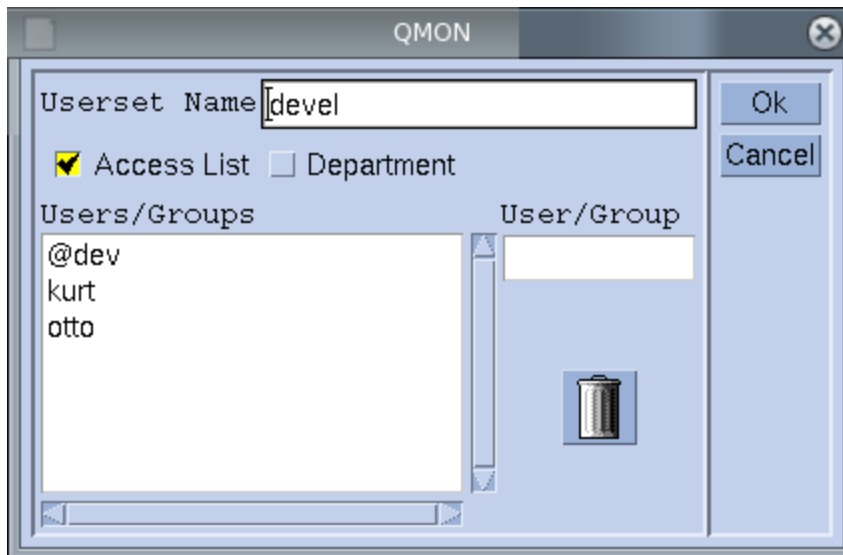 QMON
Userset Name devel
Ok
Access List Department
Cancel
Users/Groups
@dev
kurt
otto
User/Group